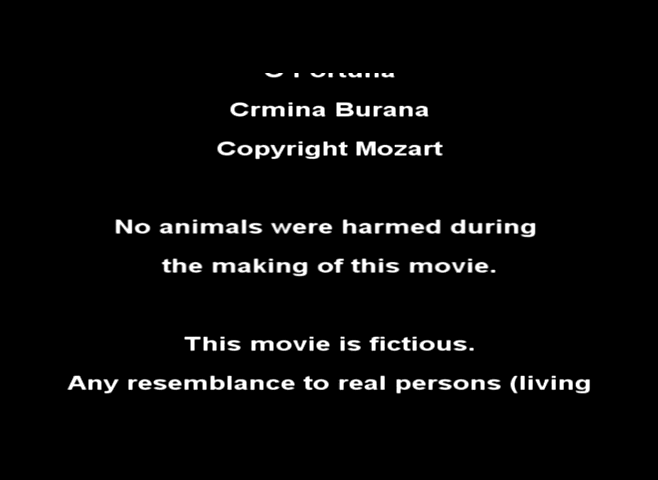 O Fortuna
Crmina Burana
Copyright Mozart
No animals were harmed during
the making of this movie.
This movie is fictious.
Any resemblance to real persons (living